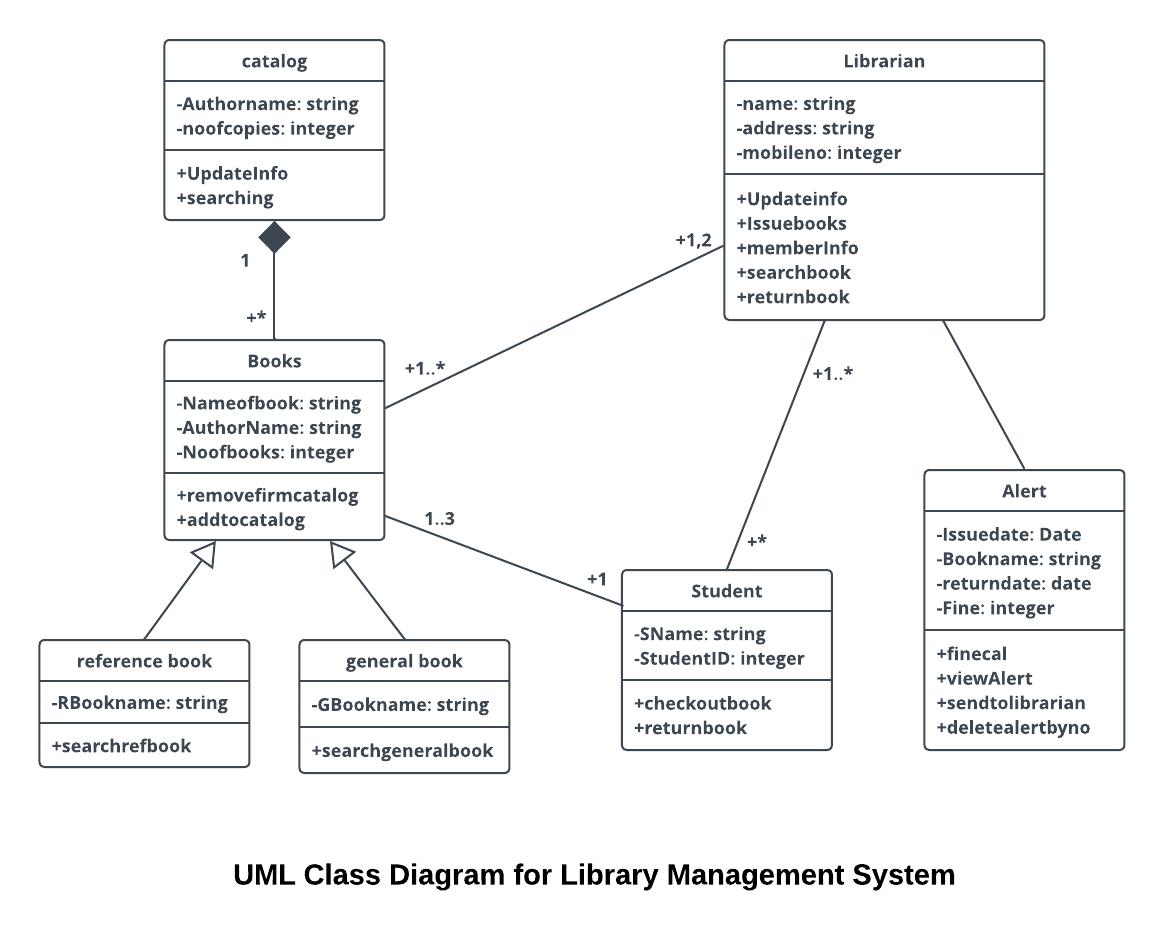 catalog
-Authorname: string
-noofcopies: integer
+UpdateInfo
+searching
1
+*
Librarian
-name: string
-address: string
-mobileno: integer
+Updateinfo
+Issuebooks
+memberInfo
+searchbook
+returnbook
+1,2
+1..*
Books
-Nameofbook: string
-AuthorName: string
-Noofbooks: integer
+removefirmcatalog
+addtocatalog
1..3
+1
+1..*
+*
reference book
-RBookname: string
+searchrefbook
general book
-GBookname: string
+searchgeneralbook
Student
-SName: string
-StudentID: integer
+checkoutbook
+returnbook
Alert
-Issuedate: Date
-Bookname: string
-returndate: date
-Fine: integer
+finecal
+viewAlert
+sendtolibrarian
+deletealertbyno
UML Class Diagram for Library Management System